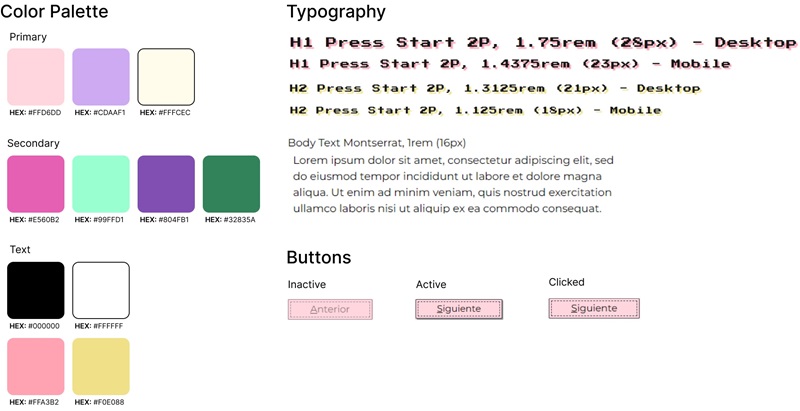 Color Palette
Primary
HEX: #FFD6DD
HEX: #CDAAF1
HEX: #FFFCEC
Secondary
HEX: #E560B2
HEX: #99FFD1
HEX: #804FB1
HEX: #32835A
Text
HEX: #000000
HEX: #FFFFFF
HEX: #FFA3B2
HEX: #F0E088
Typography
H1 Press Start 2P, 1.75rem (28px) - Desktop
H1 Press Start 2P, 1.4375rem (23px) - Mobile
H2 Press Start 2P, 1.3125rem (21px) - Desktop
H2 Press Start 2P, 1.125rem (18px) - Mobile
Body Text Montserrat, 1rem (16px)
Lorem ipsum dolor sit amet, consectetur adipiscing elit, sed
do eiusmod tempor incididunt ut labore et dolore magna
aliqua. Ut enim ad minim veniam, quis nostrud exercitation
ullamco laboris nisi ut aliquip ex ea commodo consequat.
Buttons
Inactive
Active
Clicked
Anterior
Siguiente
Siguiente